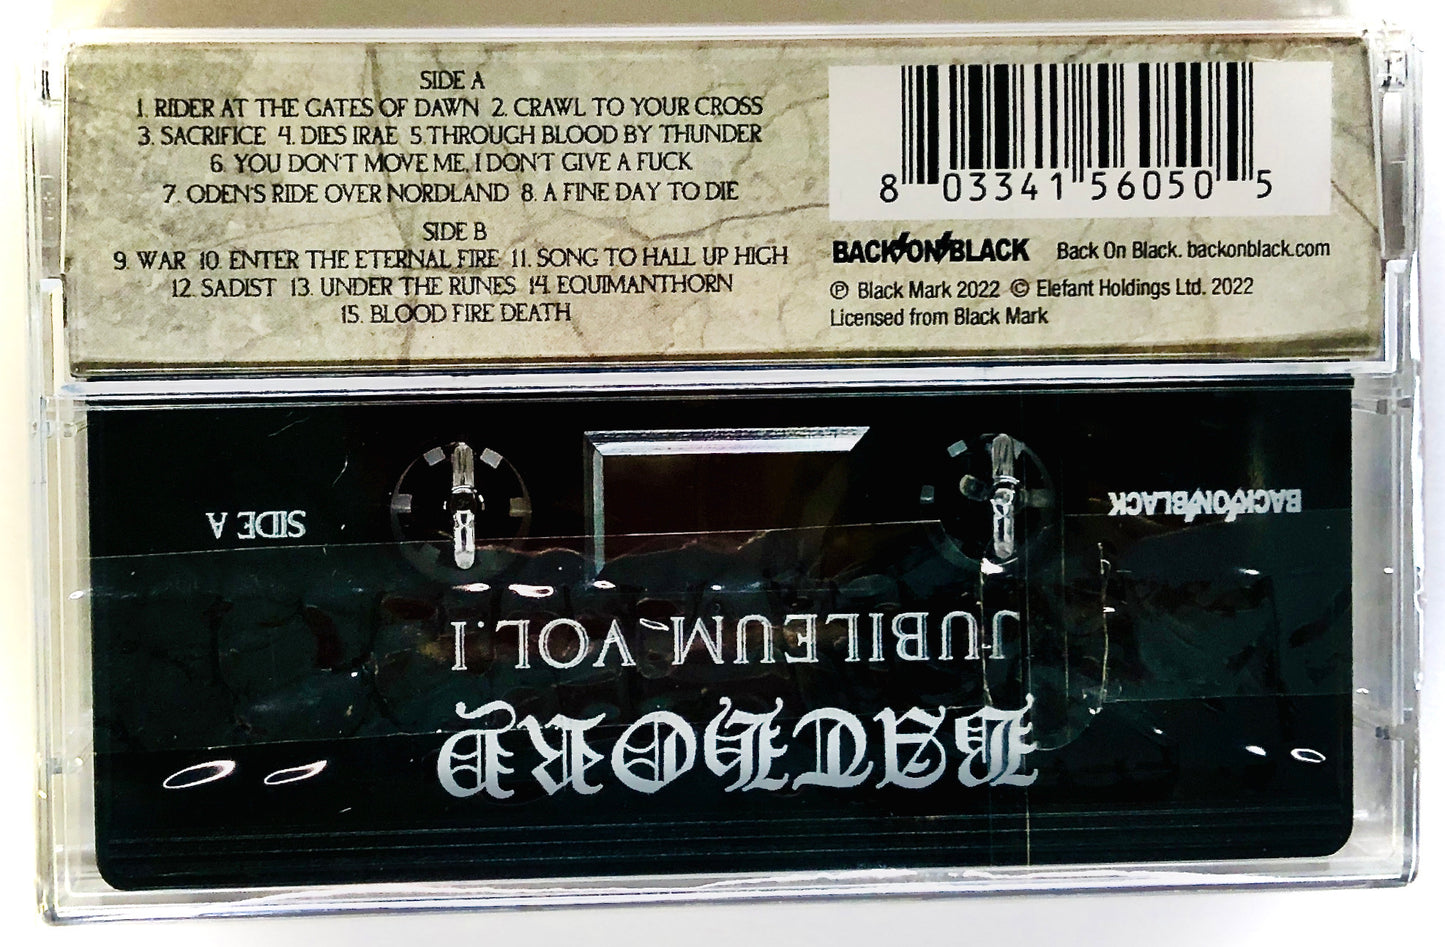 SIDE A
1. RIDER AT THE GATES OF DAWN 2. CRAWL TO YOUR CROSS
3. SACRIFICE 4. DIES IRAE 5. THROUGH BLOOD BY THUNDER
6. YOU DON'T MOVE ME, I DON'T GIVE A FUCK
7. ODEN'S RIDE OVER NORDLAND 8. A FINE DAY TO DIE
SIDE B
9. WAR 10. ENTER THE ETERNAL FIRE 11. SONG TO HALL UP HIGH
12. SADIST 13. UNDER THE RUNES 14. EQUIMANTHORN
15. BLOOD FIRE DEATH
8 03341 56050 5
BACK ON BLACK Back On Black. backonblack.com
℗ Black Mark 2022 © Elefant Holdings Ltd. 2022
Licensed from Black Mark
BATHORY
JUBILEUM VOL. I
BACK ON BLACK
SIDE A